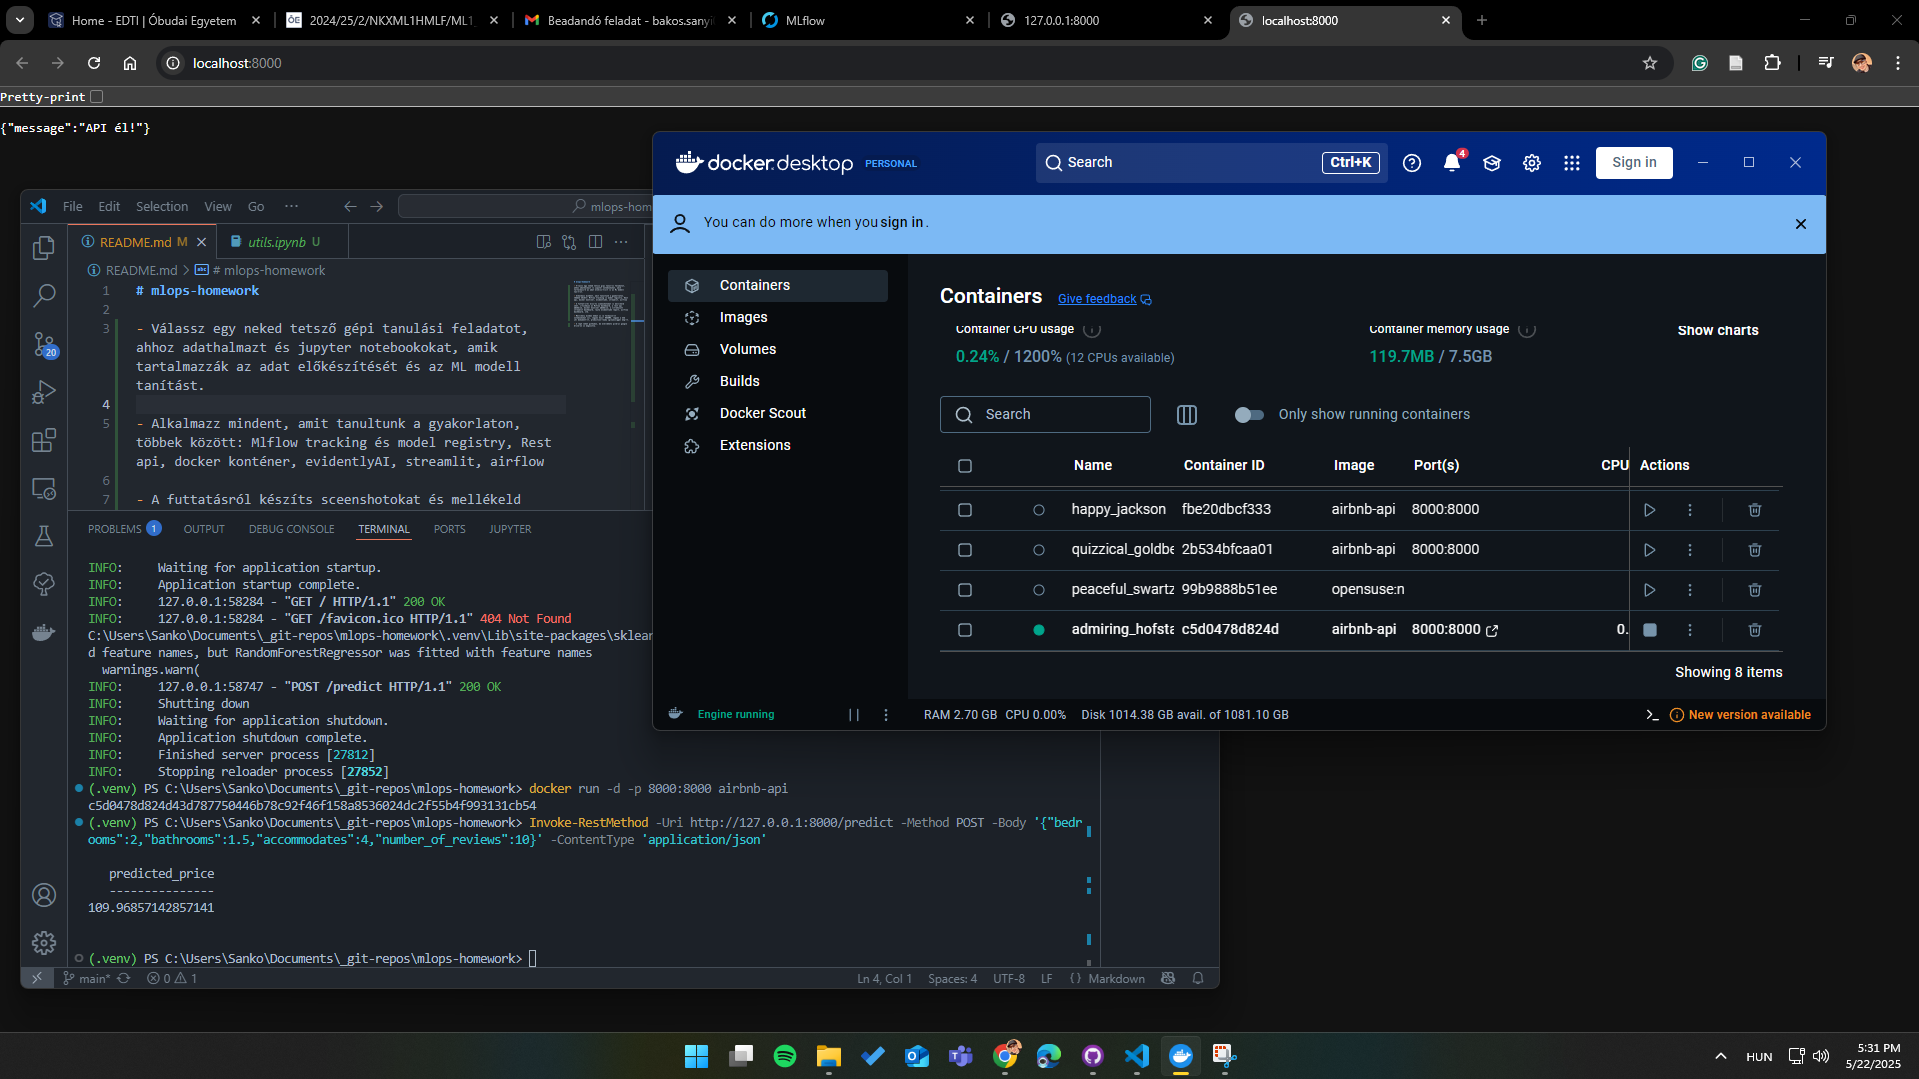 Home - EDTI | Óbudai Egyetem
2024/25/2/NKXML1HMLF/ML1
Beadandó feladat - bakos.sanyi
MLflow
127.0.0.1:8000
localhost:8000
localhost:8000
Pretty-print
{"message":"API él!"}
docker.desktop PERSONAL
Search Ctrl+K
4
Sign in
You can do more when you sign in.
Containers
Images
Volumes
Builds
Docker Scout
Extensions
Containers Give feedback
Container CPU usage
0.24% / 1200% (12 CPUs available)
Container memory usage
119.7MB / 7.5GB
Show charts
Search
Only show running containers
Name Container ID Image Port(s) CPU Actions
happy_jackson fbe20dbcf333 airbnb-api 8000:8000
quizzical_goldbe 2b534bfcaa01 airbnb-api 8000:8000
peaceful_swartz 99b9888b51ee opensuse:n
admiring_hofsta c5d0478d824d airbnb-api 8000:8000 0.
Showing 8 items
Engine running
RAM 2.70 GB CPU 0.00% Disk 1014.38 GB avail. of 1081.10 GB
New version available
File Edit Selection View Go ···
mlops-hom
README.md M
utils.ipynb U
README.md > # mlops-homework
20
1 # mlops-homework
2
3 - Válassz egy neked tetsző gépi tanulási feladatot,
ahhoz adathalmazt és jupyter notebookokat, amik
tartalmazzák az adat előkészítését és az ML modell
tanítást.
4
5 - Alkalmazz mindent, amit tanultunk a gyakorlaton,
többek között: Mlflow tracking és model registry, Rest
api, docker konténer, evidentlyAI, streamlit, airflow
6
7 - A futtatásról készíts sceenshotokat és mellékeld
PROBLEMS 1 OUTPUT DEBUG CONSOLE TERMINAL PORTS JUPYTER
INFO: Waiting for application startup.
INFO: Application startup complete.
INFO: 127.0.0.1:58284 - "GET / HTTP/1.1" 200 OK
INFO: 127.0.0.1:58284 - "GET /favicon.ico HTTP/1.1" 404 Not Found
C:\Users\Sanko\Documents\_git-repos\mlops-homework\.venv\Lib\site-packages\sklear
d feature names, but RandomForestRegressor was fitted with feature names
warnings.warn(
INFO: 127.0.0.1:58747 - "POST /predict HTTP/1.1" 200 OK
INFO: Shutting down
INFO: Waiting for application shutdown.
INFO: Application shutdown complete.
INFO: Finished server process [27812]
INFO: Stopping reloader process [27852]
(.venv) PS C:\Users\Sanko\Documents\_git-repos\mlops-homework> docker run -d -p 8000:8000 airbnb-api
c5d0478d824d43d787750446b78c92f46f158a8536024dc2f55b4f993131cb54
(.venv) PS C:\Users\Sanko\Documents\_git-repos\mlops-homework> Invoke-RestMethod -Uri http://127.0.0.1:8000/predict -Method POST -Body '{"bedr
ooms":2,"bathrooms":1.5,"accommodates":4,"number_of_reviews":10}' -ContentType 'application/json'
predicted_price
---------------
109.96857142857141
(.venv) PS C:\Users\Sanko\Documents\_git-repos\mlops-homework>
main* 0 1
Ln 4, Col 1 Spaces: 4 UTF-8 LF {} Markdown
HUN
5:31 PM
5/22/2025